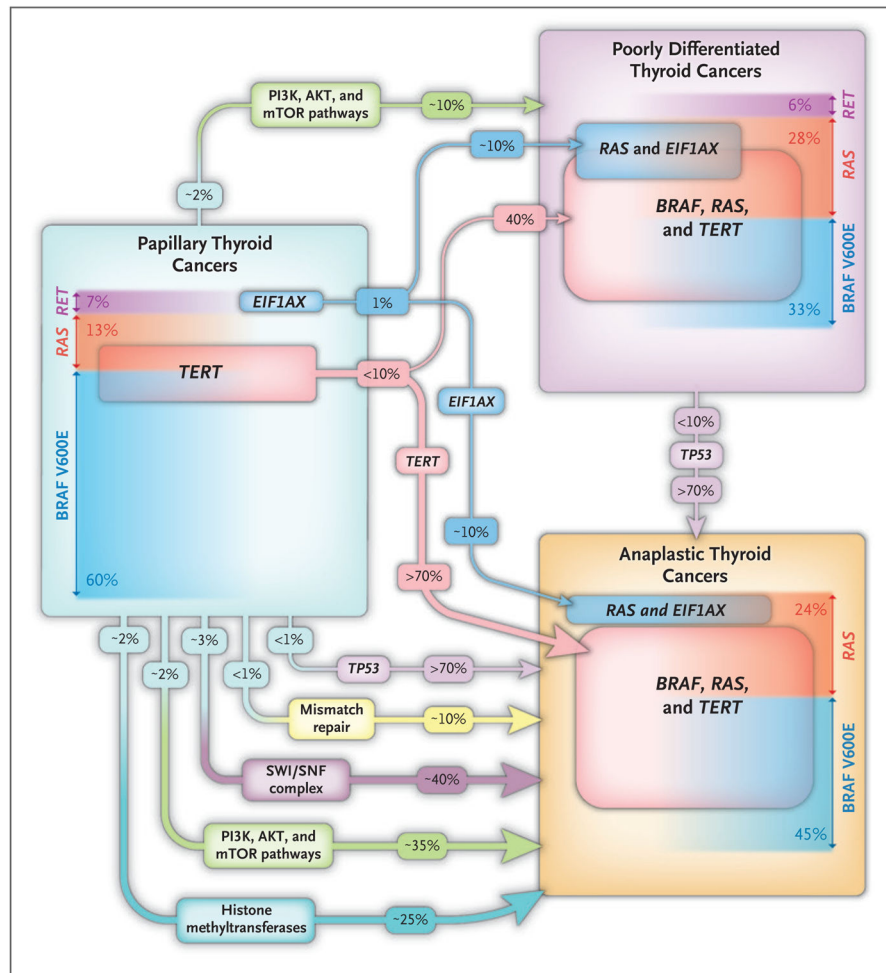 Poorly Differentiated
Thyroid Cancers
6%
RET
28%
RAS
RAS and EIF1AX
BRAF, RAS,
and TERT
33%
BRAF V600E
PI3K, AKT, and
mTOR pathways
~10%
~2%
~10%
40%
Papillary Thyroid
Cancers
RET
7%
EIF1AX
1%
RAS
13%
TERT
<10%
BRAF V600E
60%
EIF1AX
TERT
~10%
>70%
<10%
TP53
>70%
Anaplastic Thyroid
Cancers
RAS and EIF1AX
24%
RAS
BRAF, RAS,
and TERT
BRAF V600E
45%
~2%
~2%
~3%
<1%
<1%
TP53
>70%
Mismatch
repair
~10%
SWI/SNF
complex
~40%
PI3K, AKT, and
mTOR pathways
~35%
Histone
methyltransferases
~25%